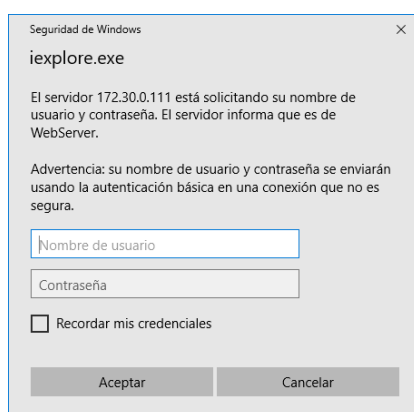 Seguridad de Windows
iexplore.exe
El servidor 172.30.0.111 está solicitando su nombre de
usuario y contraseña. El servidor informa que es de
WebServer.
Advertencia: su nombre de usuario y contraseña se enviarán
usando la autenticación básica en una conexión que no es
segura.
Nombre de usuario
Contraseña
Recordar mis credenciales
Aceptar
Cancelar